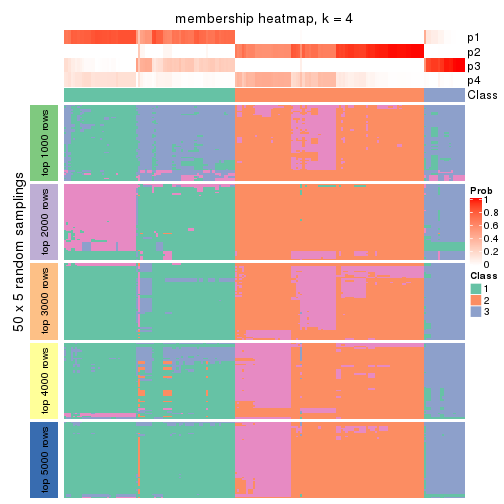 membership heatmap, k = 4
p1
p2
p3
p4
Class
50 x 5 random samplings
top 1000 rows
top 2000 rows
top 3000 rows
top 4000 rows
top 5000 rows
Prob
1
0.8
0.6
0.4
0.2
0
Class
1
2
3